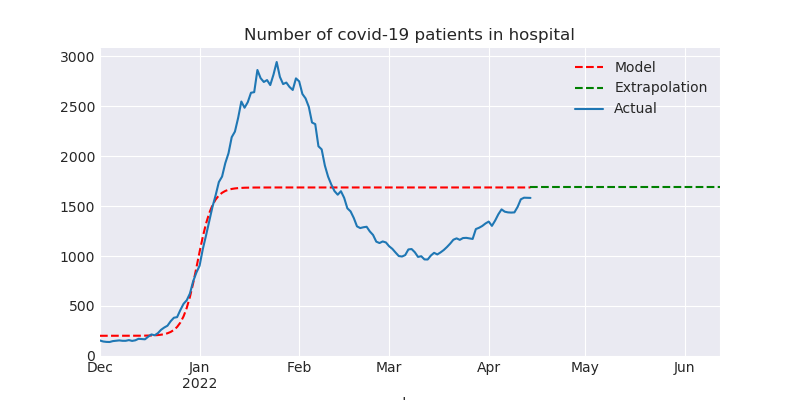 Number of covid-19 patients in hospital
3000
2500
2000
1500
1000
500
0
Model
Extrapolation
Actual
Dec Jan Feb Mar Apr May Jun
2022